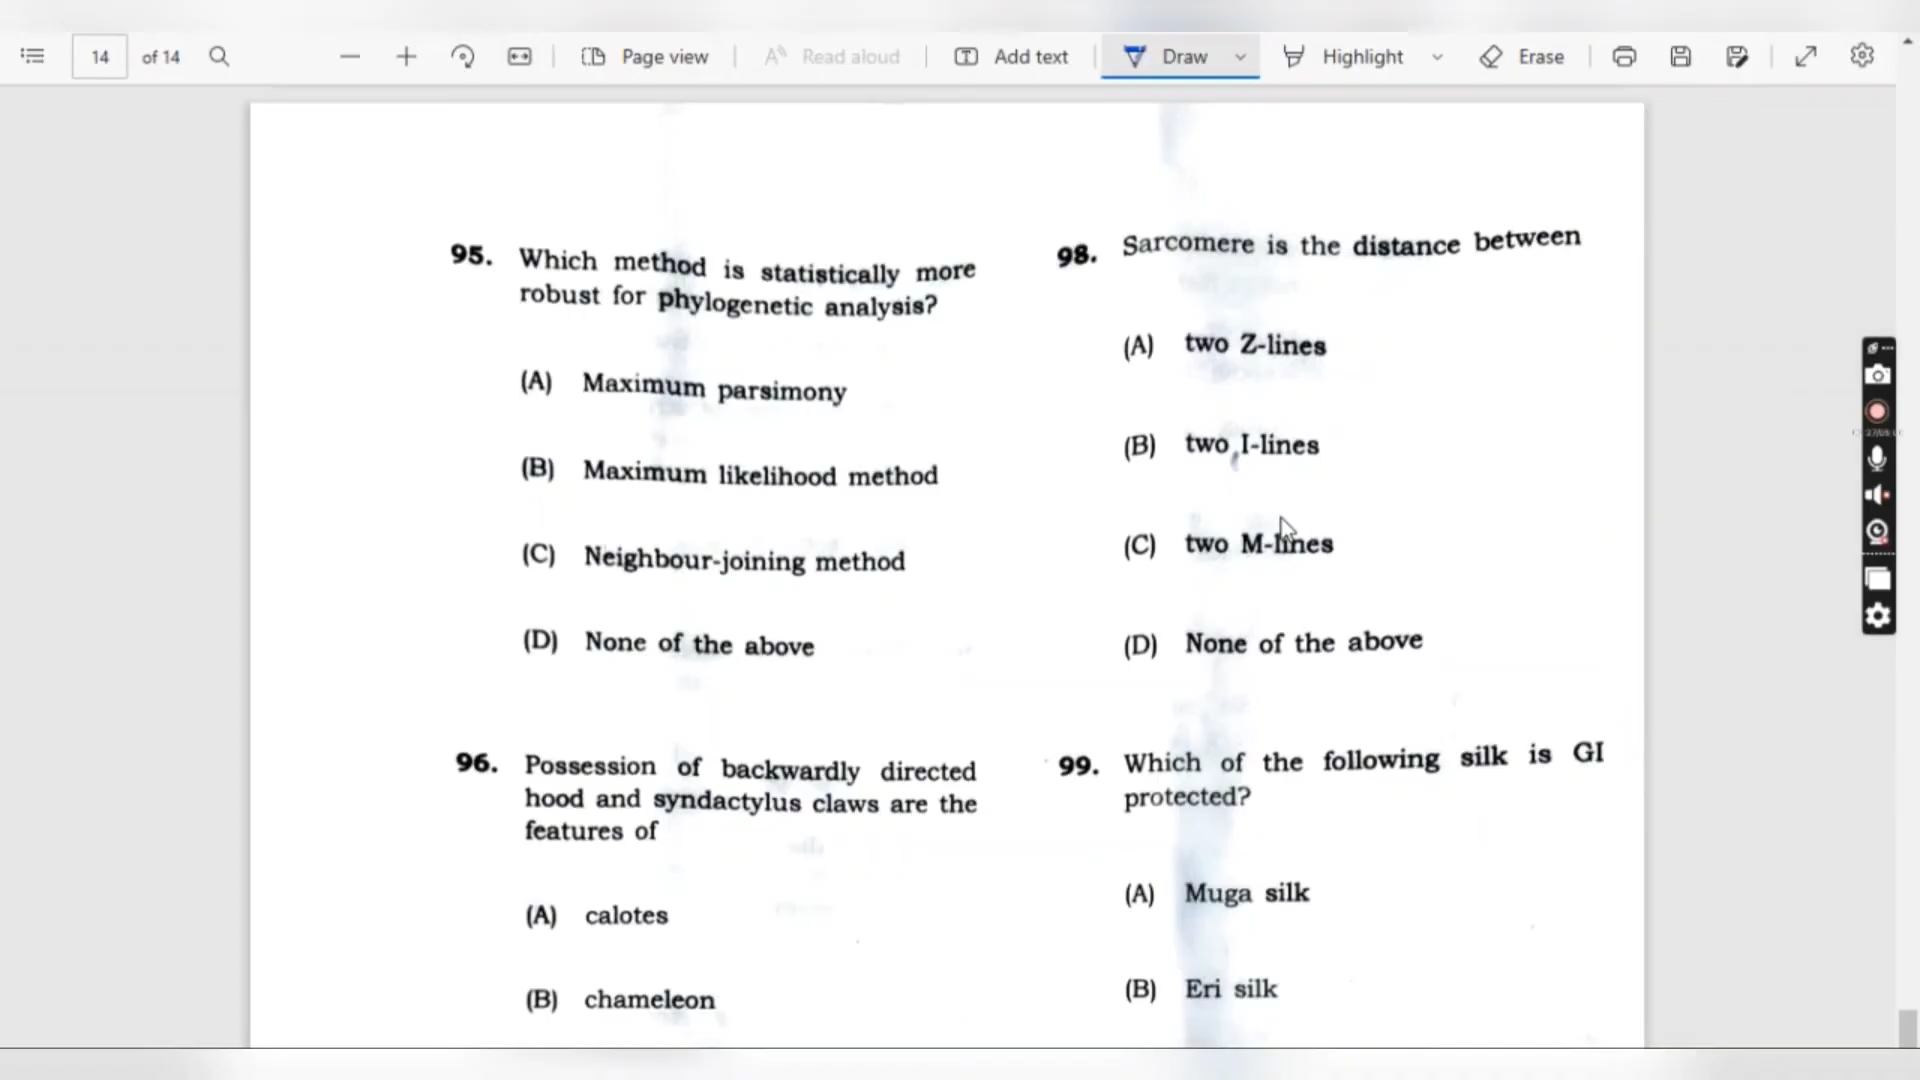 14 of 14
Page view
Read aloud
Add text
Draw
Highlight
Erase
95. Which method is statistically more
robust for phylogenetic analysis?
(A) Maximum parsimony
(B) Maximum likelihood method
(C) Neighbour-joining method
(D) None of the above
96. Possession of backwardly directed
hood and syndactylus claws are the
features of
(A) calotes
(B) chameleon
98. Sarcomere is the distance between
(A) two Z-lines
(B) two I-lines
(C) two M-lines
(D) None of the above
99. Which of the following silk is GI
protected?
(A) Muga silk
(B) Eri silk